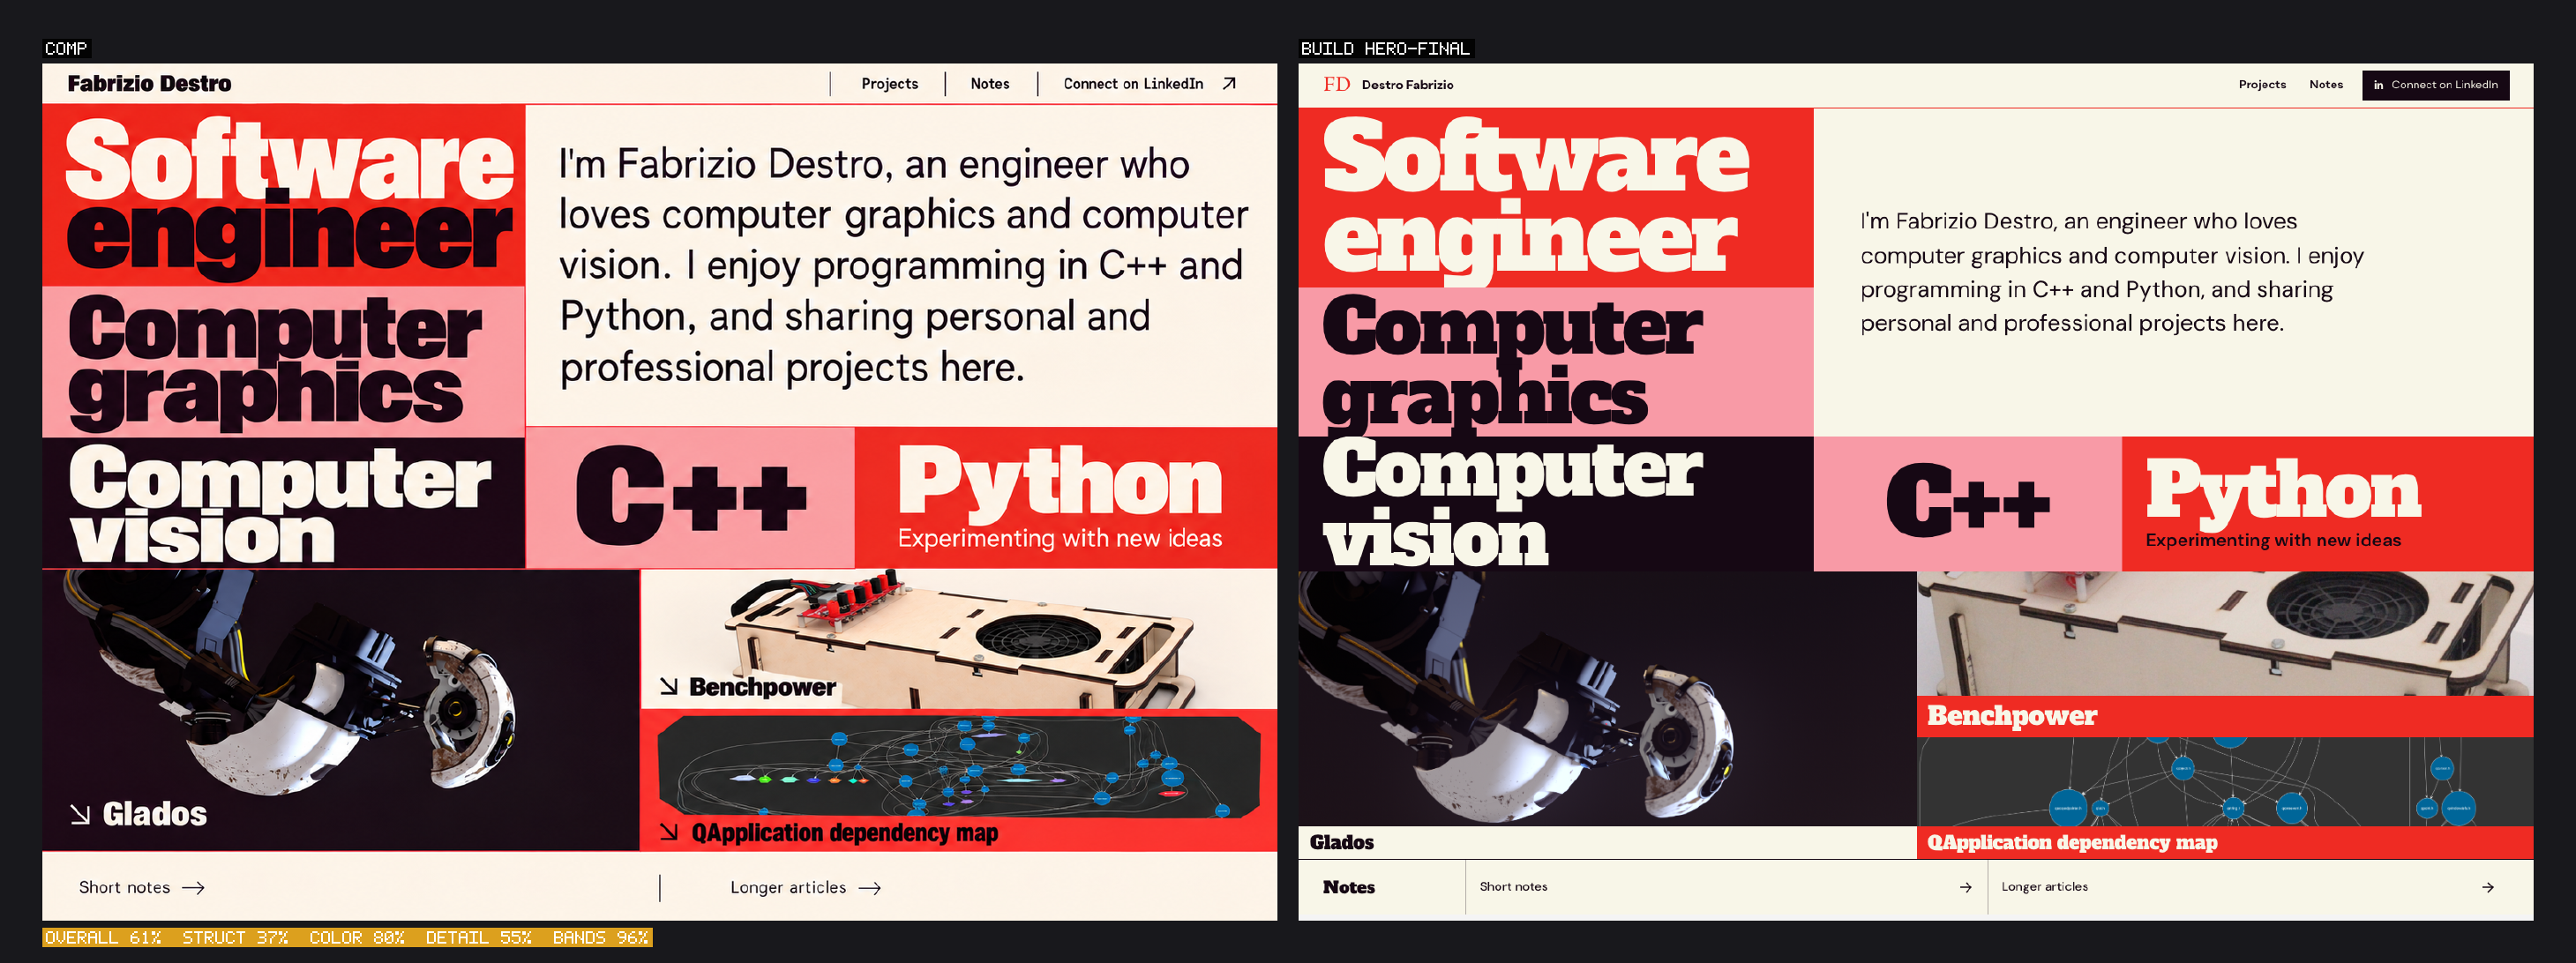 COMP
Fabrizio Destro
Projects
Notes
Connect on LinkedIn
Software
engineer
I'm Fabrizio Destro, an engineer who
loves computer graphics and computer
vision. I enjoy programming in C++ and
Python, and sharing personal and
professional projects here.
Computer
graphics
Computer
vision
C++
Python
Experimenting with new ideas
Benchpower
Glados
QApplication dependency map
Short notes
Longer articles
OVERALL 61% STRUCT 37% COLOR 80% DETAIL 55% BANDS 96%
BUILD HERO-FINAL
FD Destro Fabrizio
Projects
Notes
in Connect on LinkedIn
Software
engineer
I'm Fabrizio Destro, an engineer who loves
computer graphics and computer vision. I enjoy
programming in C++ and Python, and sharing
personal and professional projects here.
Computer
graphics
Computer
vision
C++
Python
Experimenting with new ideas
Benchpower
Glados
QApplication dependency map
Notes
Short notes
Longer articles